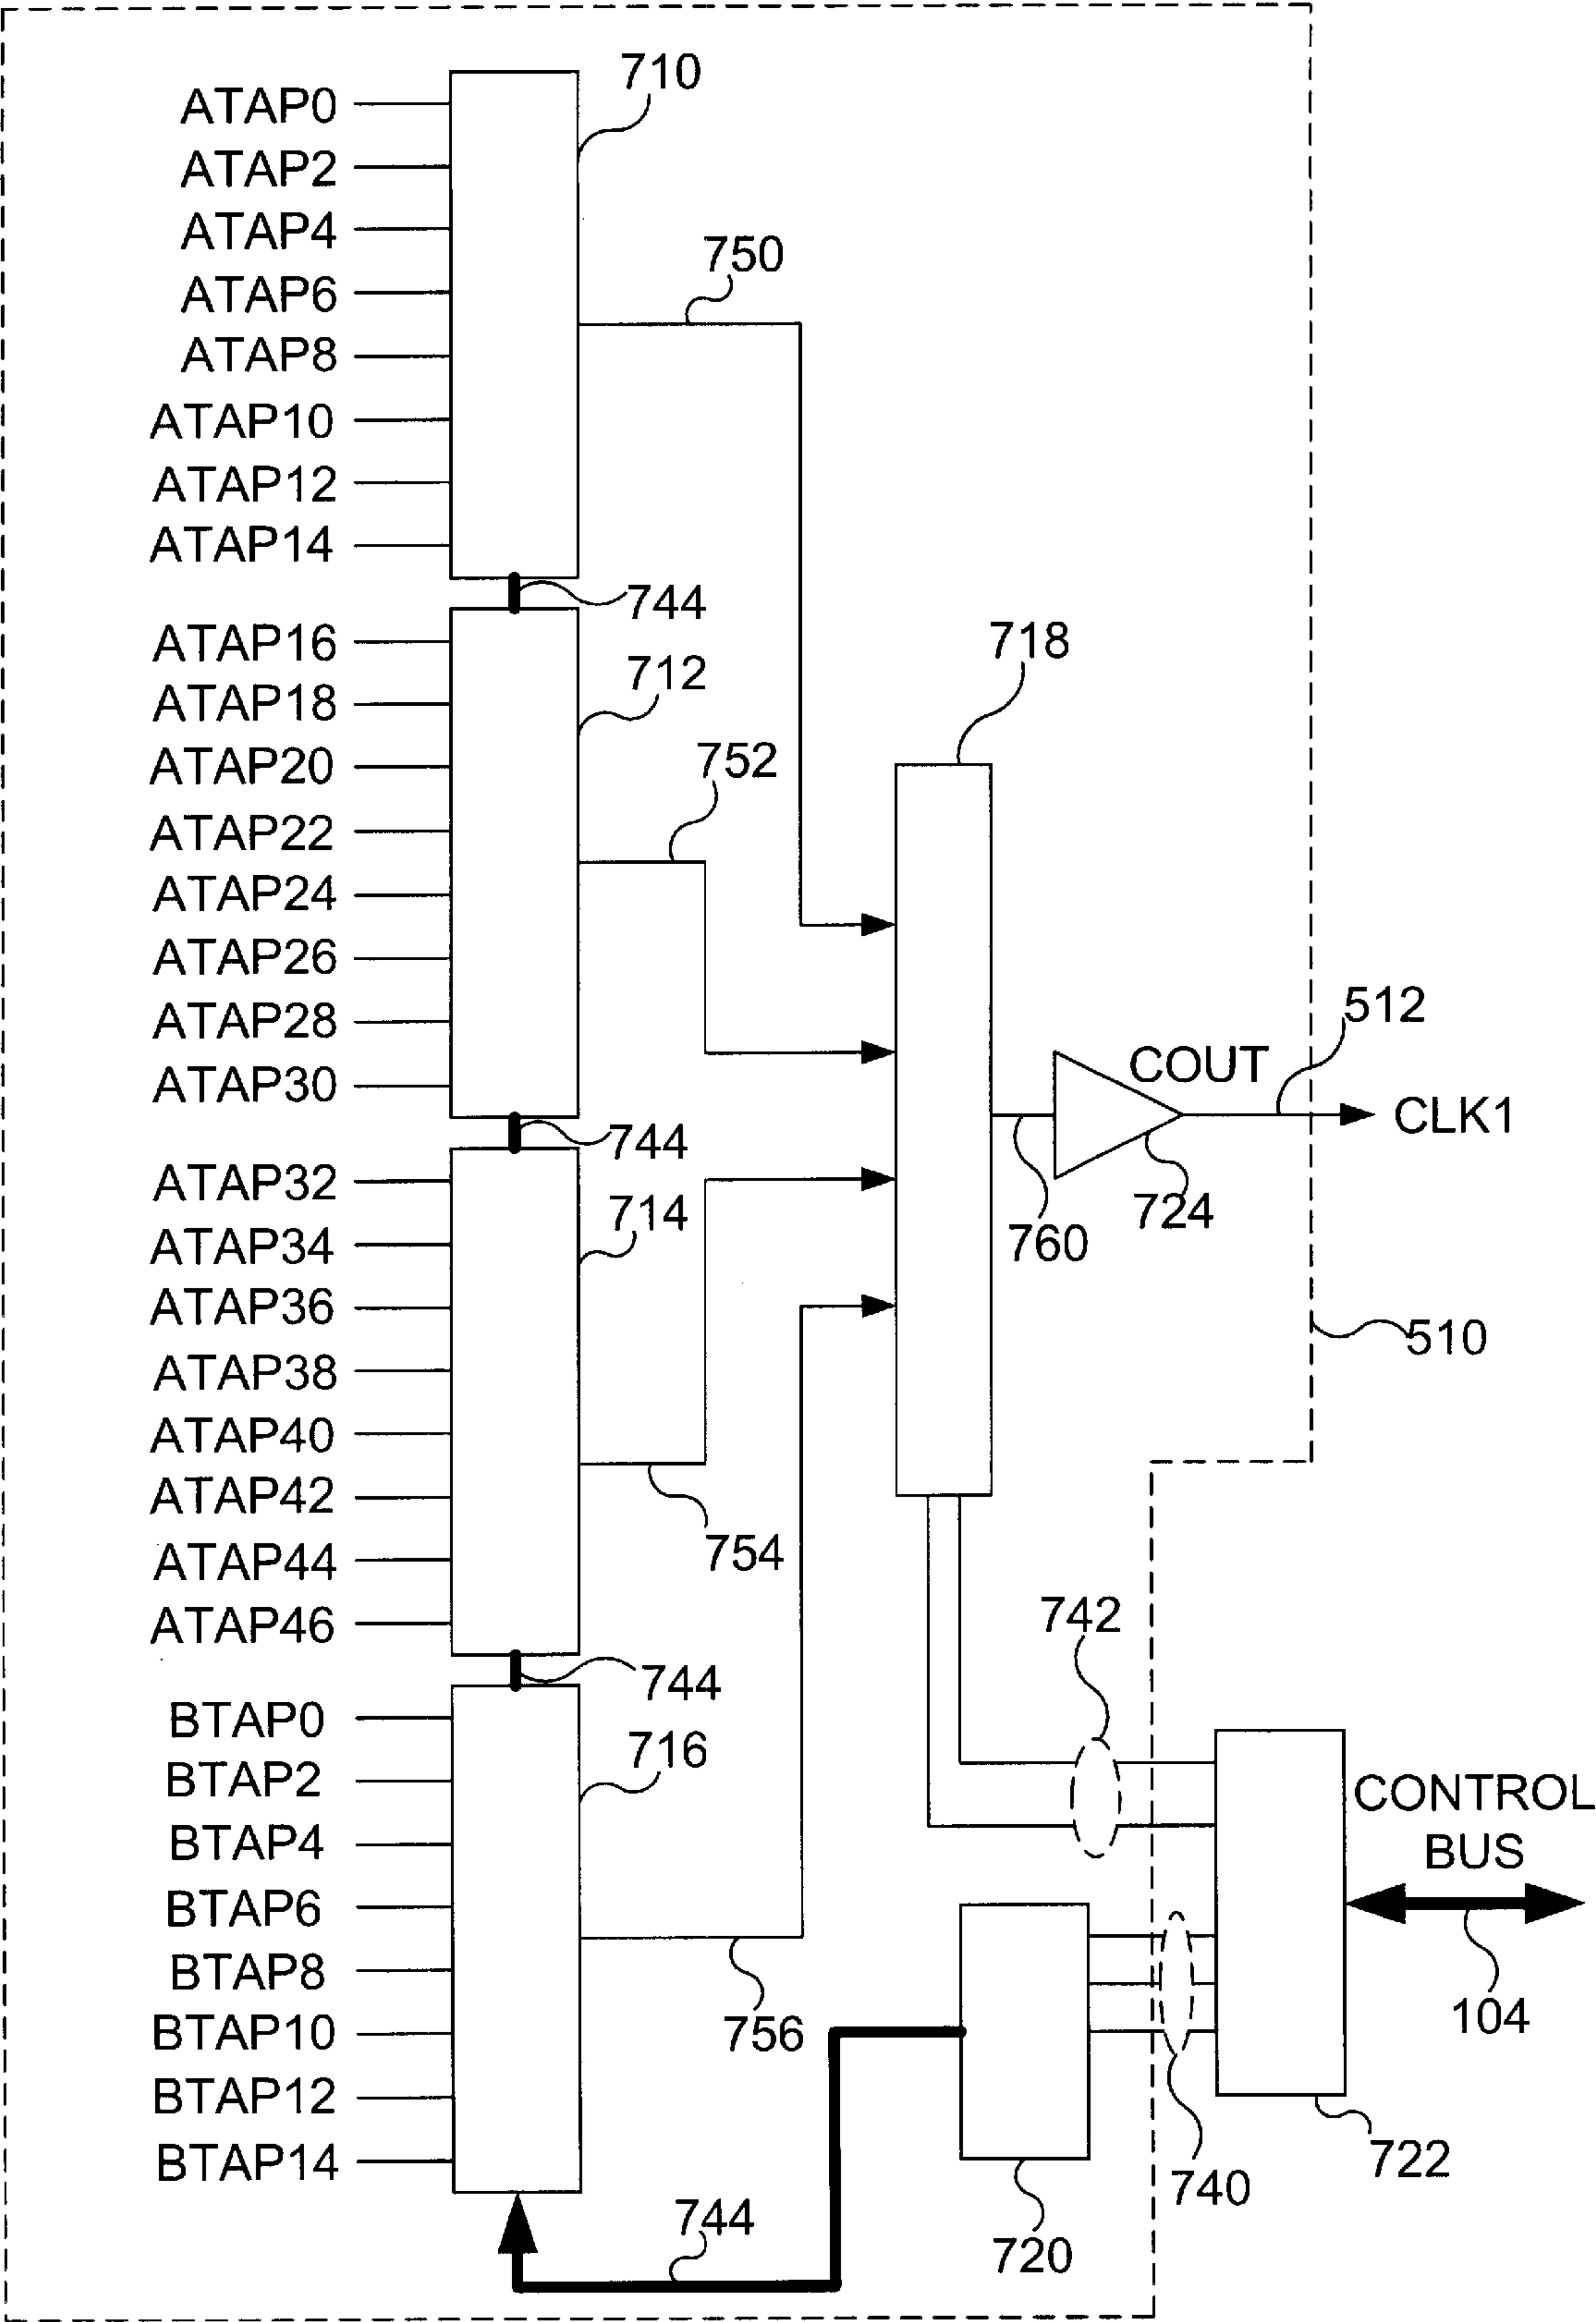 710
ATAP0
ATAP2
ATAP4
750
ATAP6
ATAP8
ATAP10
ATAP12
ATAP14
744
ATAP16
718
712
ATAP18
752
ATAP20
ATAP22
ATAP24
ATAP26
512
ATAP28
COUT
ATAP30
CLK1
744
ATAP32
714
724
ATAP34
760
ATAP36
510
ATAP38
ATAP40
ATAP42
754
ATAP44
742
ATAP46
744
BTAP0
716
BTAP2
CONTROL
BTAP4
BUS
BTAP6
BTAP8
104
BTAP10
756
BTAP12
BTAP14
722
740
744
720